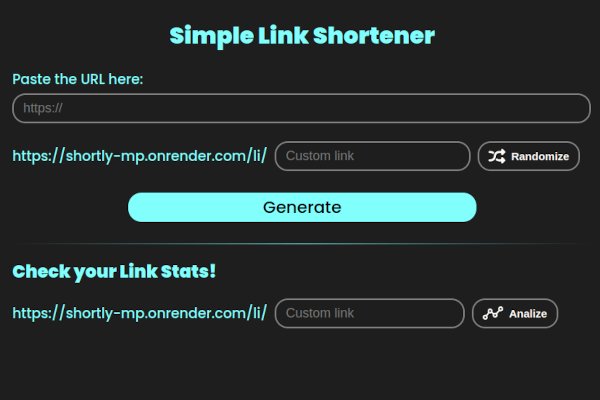 Simple Link Shortener
Paste the URL here:
https://
https://shortly-mp.onrender.com/li/ Custom link Randomize
Generate
Check your Link Stats!
https://shortly-mp.onrender.com/li/ Custom link Analize